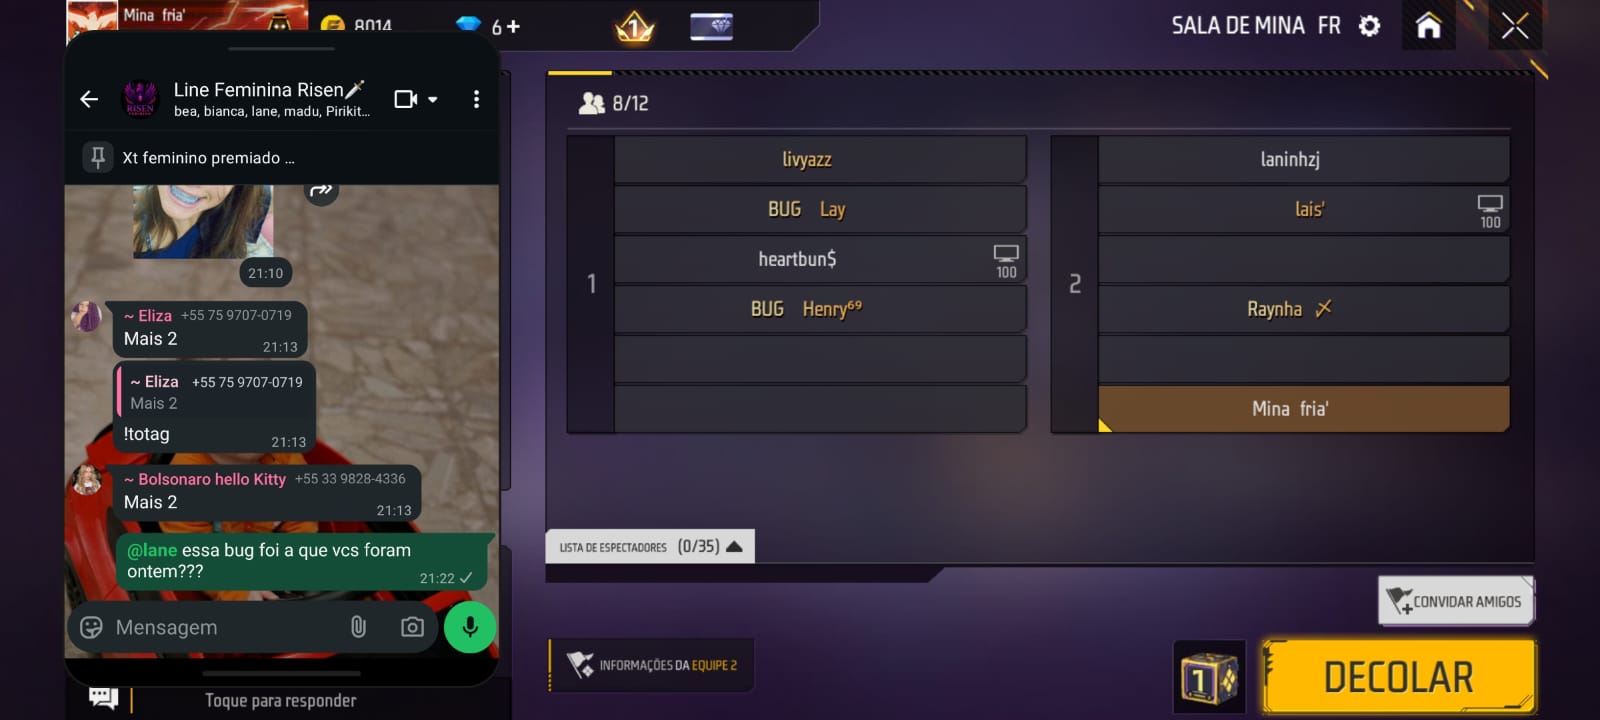 Mina fria'
8014
6+
1
SALA DE MINA FR
Line Feminina Risen
bea, bianca, lane, madu, Pirikit...
RISEN
Xt feminino premiado ...
21:10
~ Eliza +55 75 9707-0719
Mais 2
21:13
~ Eliza +55 75 9707-0719
Mais 2
!totag
21:13
~ Bolsonaro hello Kitty +55 33 9828-4336
Mais 2
21:13
@lane essa bug foi a que vcs foram
ontem???
21:22
Mensagem
Toque para responder
8/12
1
livyazz
BUG Lay
heartbun$
100
BUG Henry⁶⁹
2
laninhzj
lais'
100
Raynha
Mina fria'
LISTA DE ESPECTADORES (0/35)
CONVIDAR AMIGOS
INFORMAÇÕES DA EQUIPE 2
1
DECOLAR